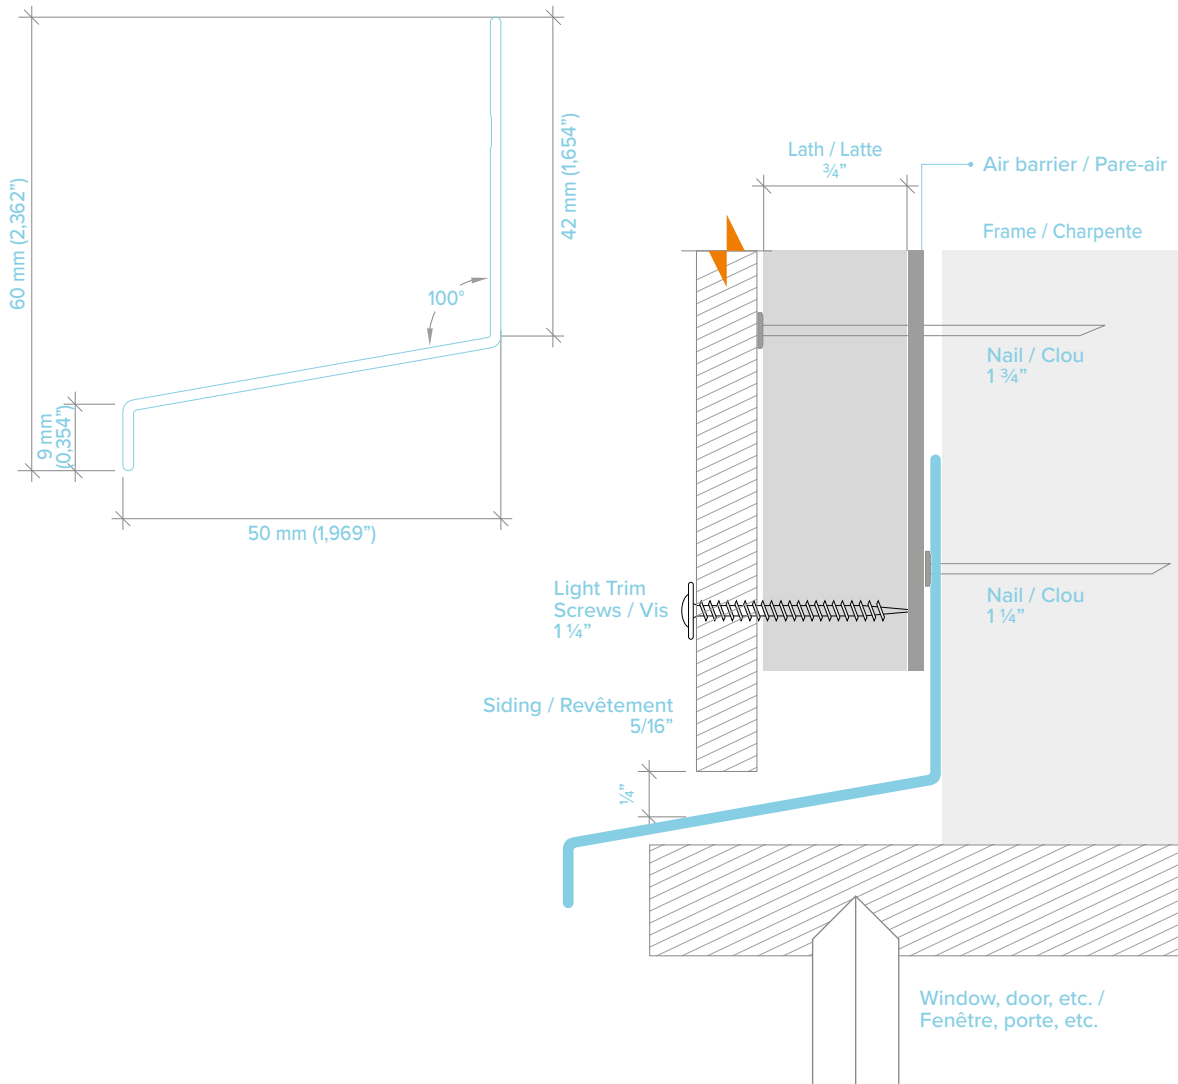 60 mm (2,362”)
42 mm (1,654”)
100°
9 mm
(0,354”)
50 mm (1,969”)
Lath / Latte
¾”
Air barrier / Pare-air
Frame / Charpente
Nail / Clou
1 ¾”
Light Trim
Screws / Vis
1 ¼”
Nail / Clou
1 ¼”
Siding / Revêtement
5/16”
¼”
Window, door, etc. /
Fenêtre, porte, etc.